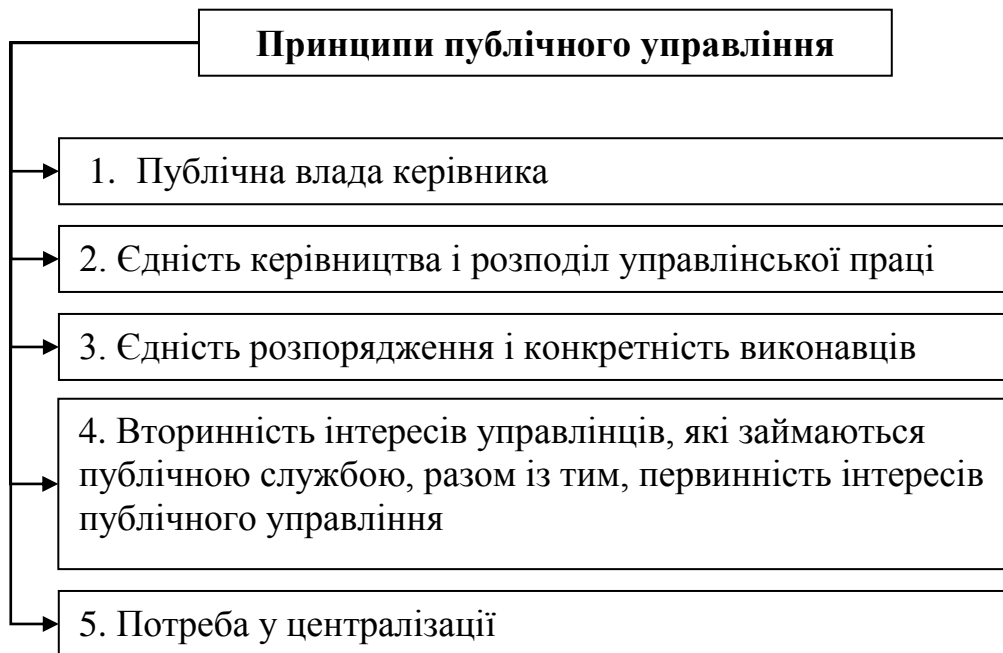 Принципи публічного управління
1. Публічна влада керівника
2. Єдність керівництва і розподіл управлінської праці
3. Єдність розпорядження і конкретність виконавців
4. Вторинність інтересів управлінців, які займаються
публічною службою, разом із тим, первинність інтересів
публічного управління
5. Потреба у централізації